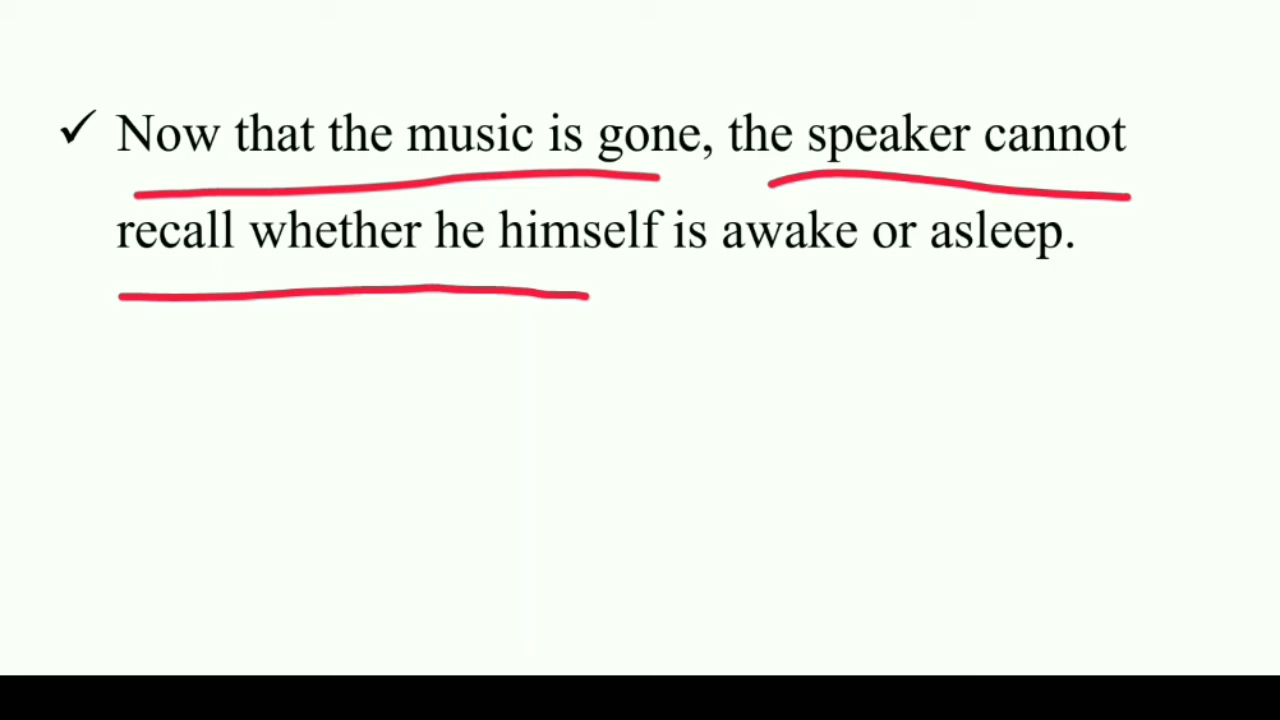 ✓ Now that the music is gone, the speaker cannot
recall whether he himself is awake or asleep.